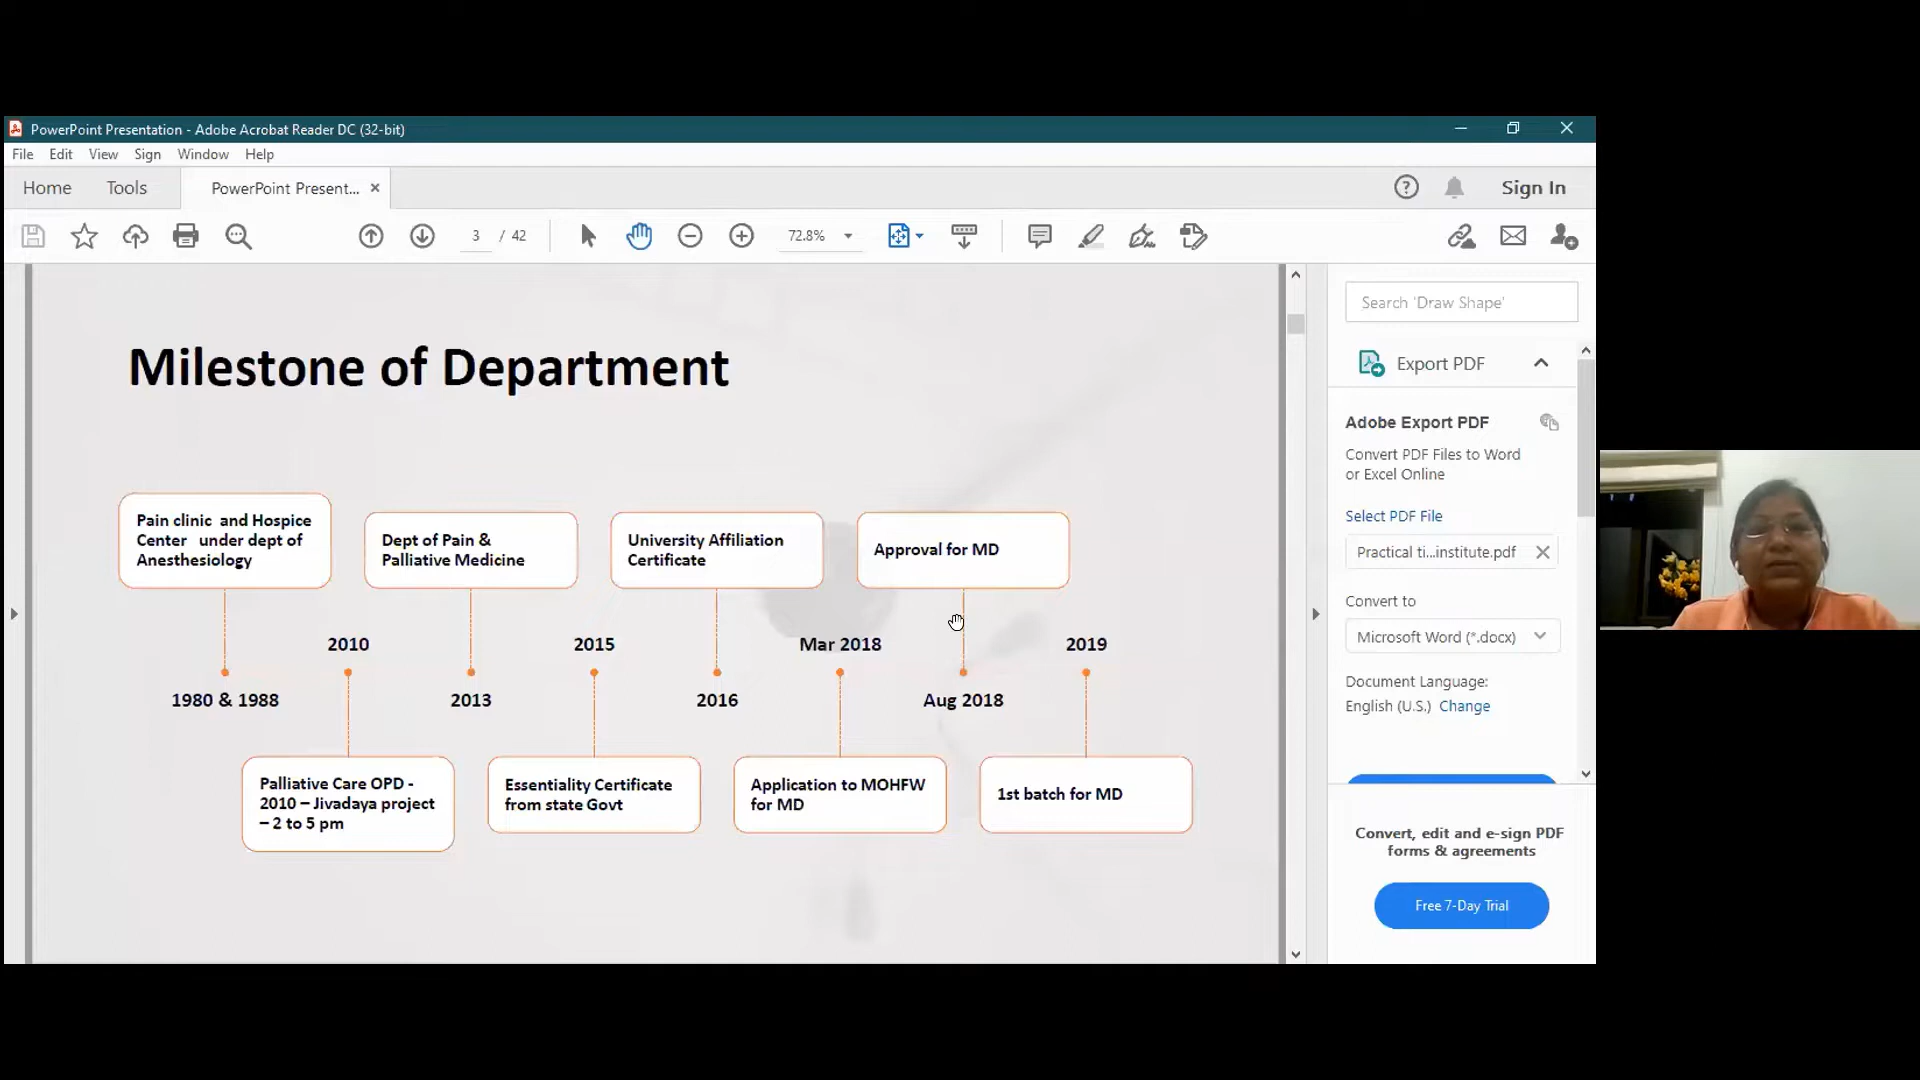 PowerPoint Presentation - Adobe Acrobat Reader DC (32-bit)
File Edit View Sign Window Help
Home Tools PowerPoint Present... Sign In
3 / 42 72.8%
Milestone of Department
Pain clinic and Hospice
Center under dept of
Anesthesiology
Dept of Pain &
Palliative Medicine
University Affiliation
Certificate
Approval for MD
2010
2015
Mar 2018
2019
1980 & 1988
2013
2016
Aug 2018
Palliative Care OPD -
2010 – Jivadaya project
– 2 to 5 pm
Essentiality Certificate
from state Govt
Application to MOHFW
for MD
1st batch for MD
Search 'Draw Shape'
Export PDF
Adobe Export PDF
Convert PDF Files to Word
or Excel Online
Select PDF File
Practical ti...institute.pdf
Convert to
Microsoft Word (*.docx)
Document Language:
English (U.S.) Change
Convert, edit and e-sign PDF
forms & agreements
Free 7-Day Trial